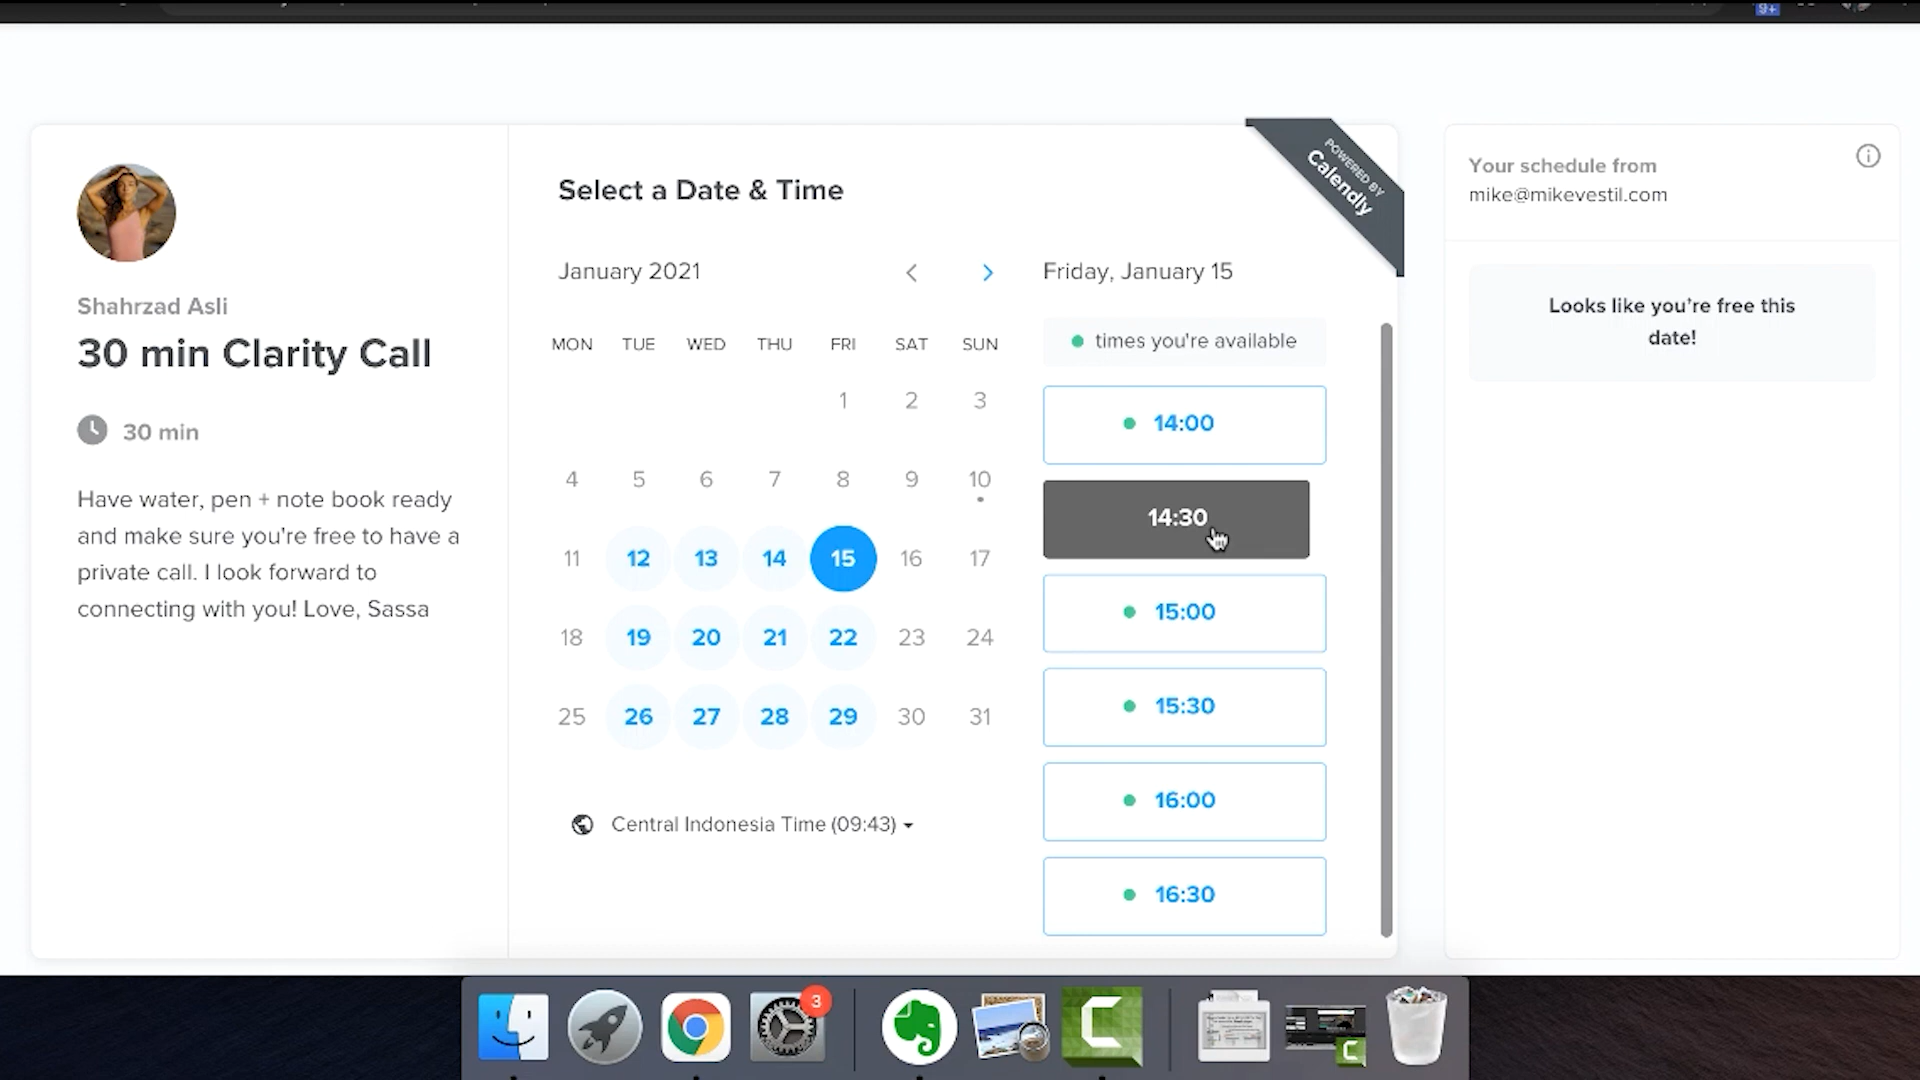 9+
Shahrzad Asli
30 min Clarity Call
30 min
Have water, pen + note book ready
and make sure you're free to have a
private call. I look forward to
connecting with you! Love, Sassa
Select a Date & Time
POWERED BY
Calendly
January 2021
MON TUE WED THU FRI SAT SUN
1 2 3
4 5 6 7 8 9 10
11 12 13 14 15 16 17
18 19 20 21 22 23 24
25 26 27 28 29 30 31
Central Indonesia Time (09:43)
Friday, January 15
times you're available
14:00
14:30
15:00
15:30
16:00
16:30
Your schedule from
mike@mikevestil.com
Looks like you're free this
date!
3